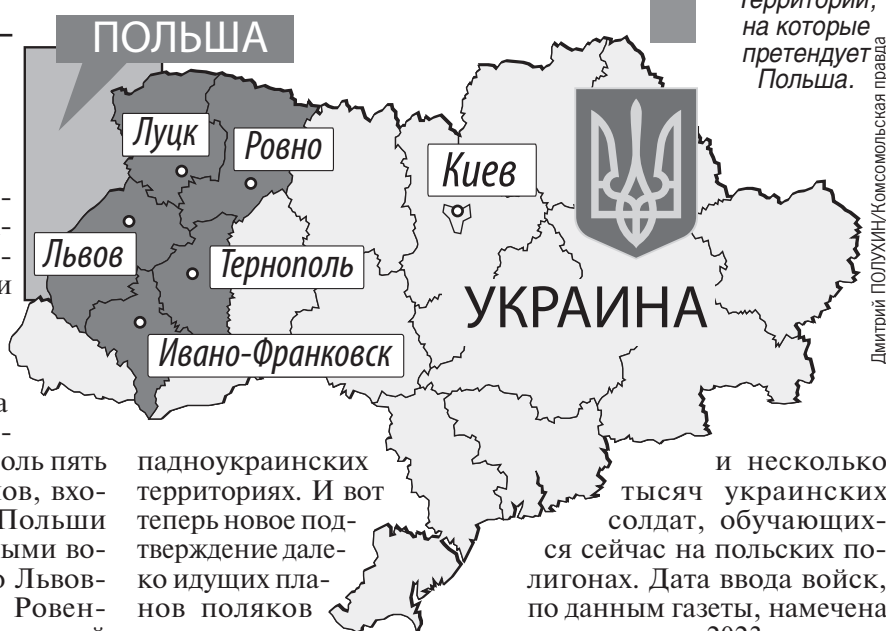 ПОЛЬША
территории,
на которые
претендует
Польша.
Дмитрий ПОЛУХИН/Комсомольская правда
Луцк
Ровно
Киев
Львов
Тернополь
УКРАИНА
Ивано-Франковск
-
-
-
и
а
-
оль пять
ов, вхо-
Польши
ыми во-
о Львов-
Ровен-
падноукраинских
территориях. И вот
теперь новое под-
тверждение дале-
ко идущих пла-
нов поляков
и несколько
тысяч украинских
солдат, обучающих-
ся сейчас на польских по-
лигонах. Дата ввода войск,
по данным газеты, намечена